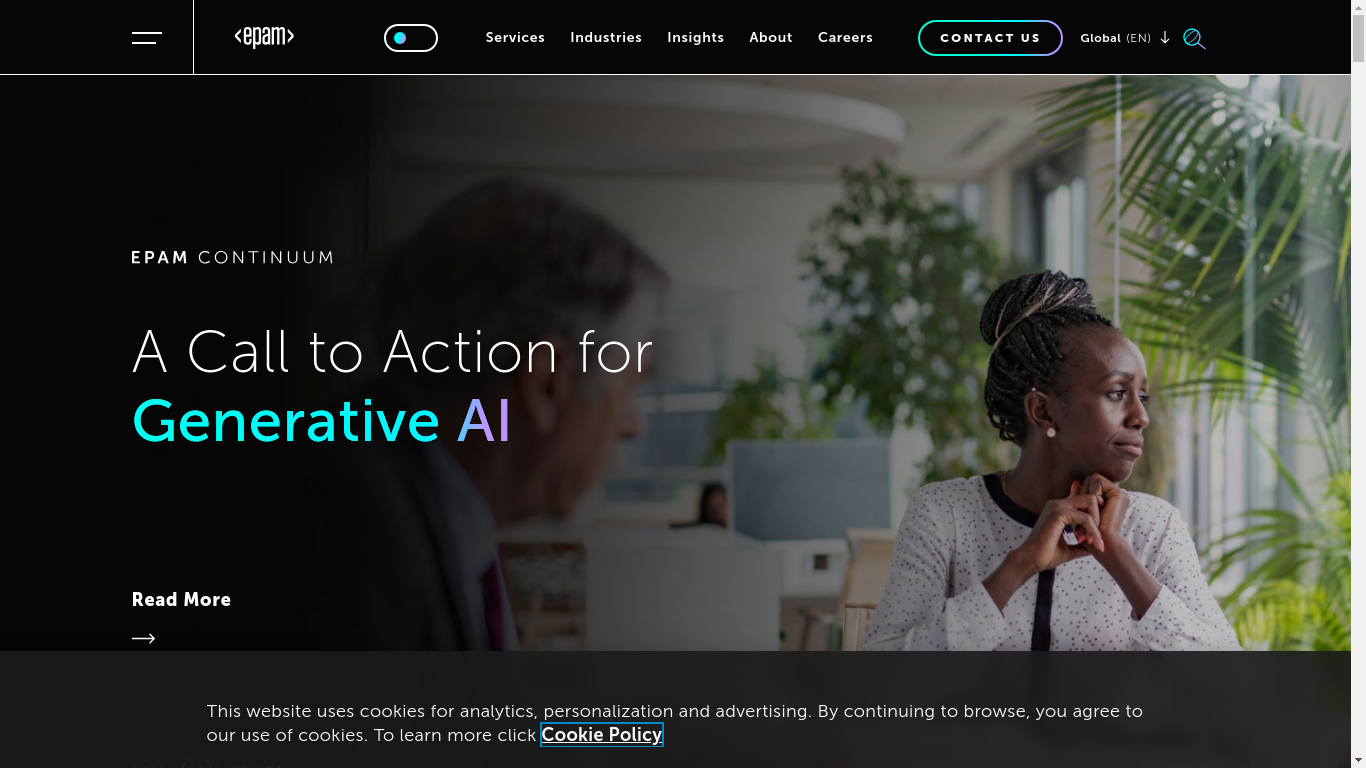 <epam>
Services
Industries
Insights
About
Careers
CONTACT US
Global (EN)
EPAM CONTINUUM
A Call to Action for
Generative AI
Read More
This website uses cookies for analytics, personalization and advertising. By continuing to browse, you agree to
our use of cookies. To learn more click Cookie Policy